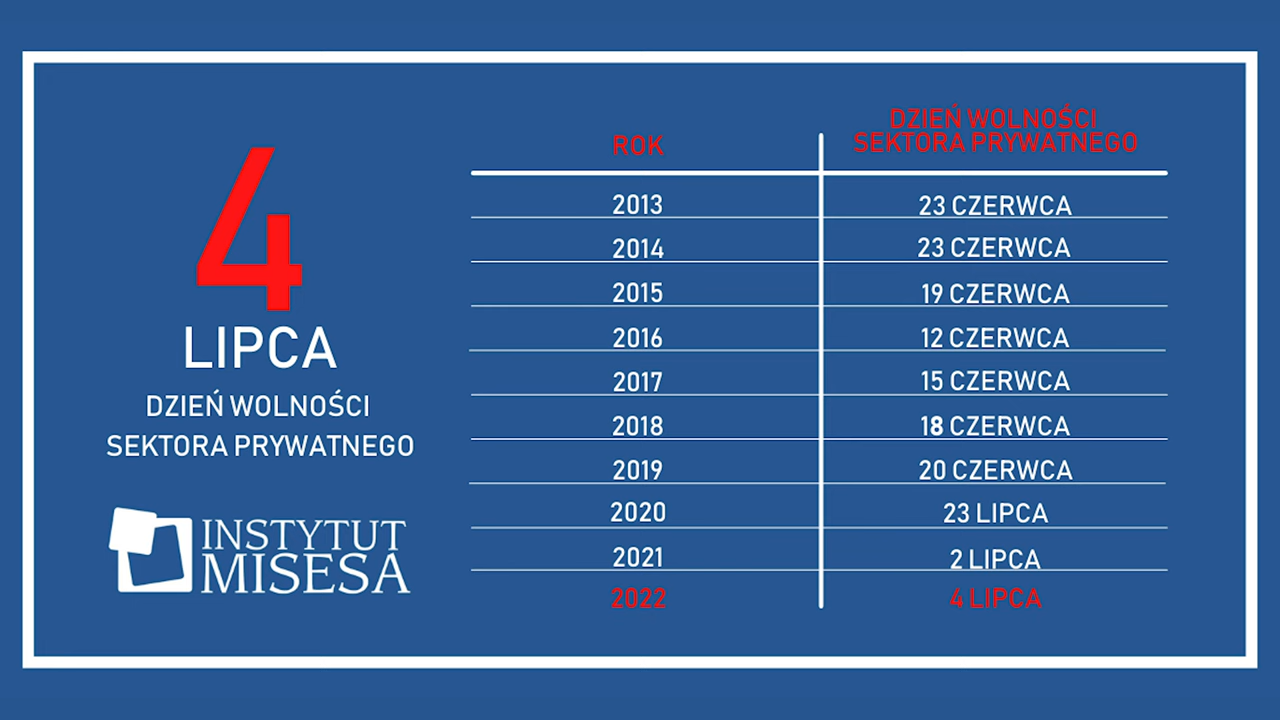 4
LIPCA
DZIEŃ WOLNOŚCI
SEKTORA PRYWATNEGO
INSTYTUT
MISESA
ROK DZIEŃ WOLNOŚCI
SEKTORA PRYWATNEGO
2013 23 CZERWCA
2014 23 CZERWCA
2015 19 CZERWCA
2016 12 CZERWCA
2017 15 CZERWCA
2018 18 CZERWCA
2019 20 CZERWCA
2020 23 LIPCA
2021 2 LIPCA
2022 4 LIPCA